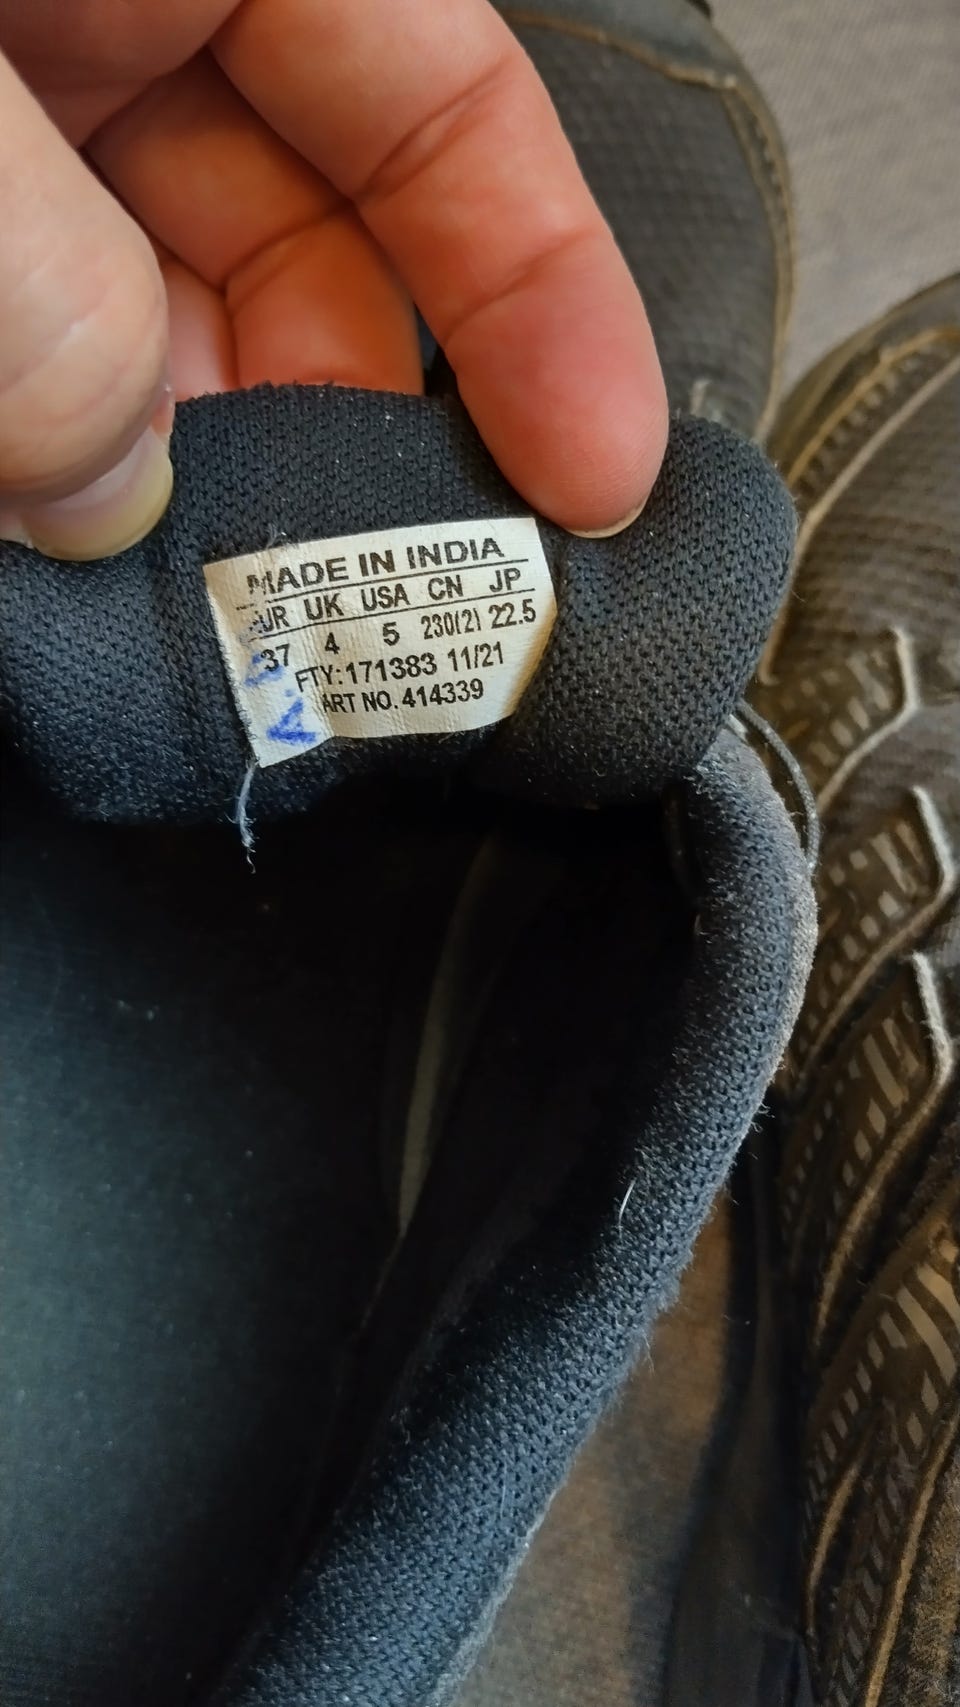 MADE IN INDIA
EUR UK USA CN JP
37 4 5 230(2) 22.5
FTY:171383 11/21
ART NO. 414339